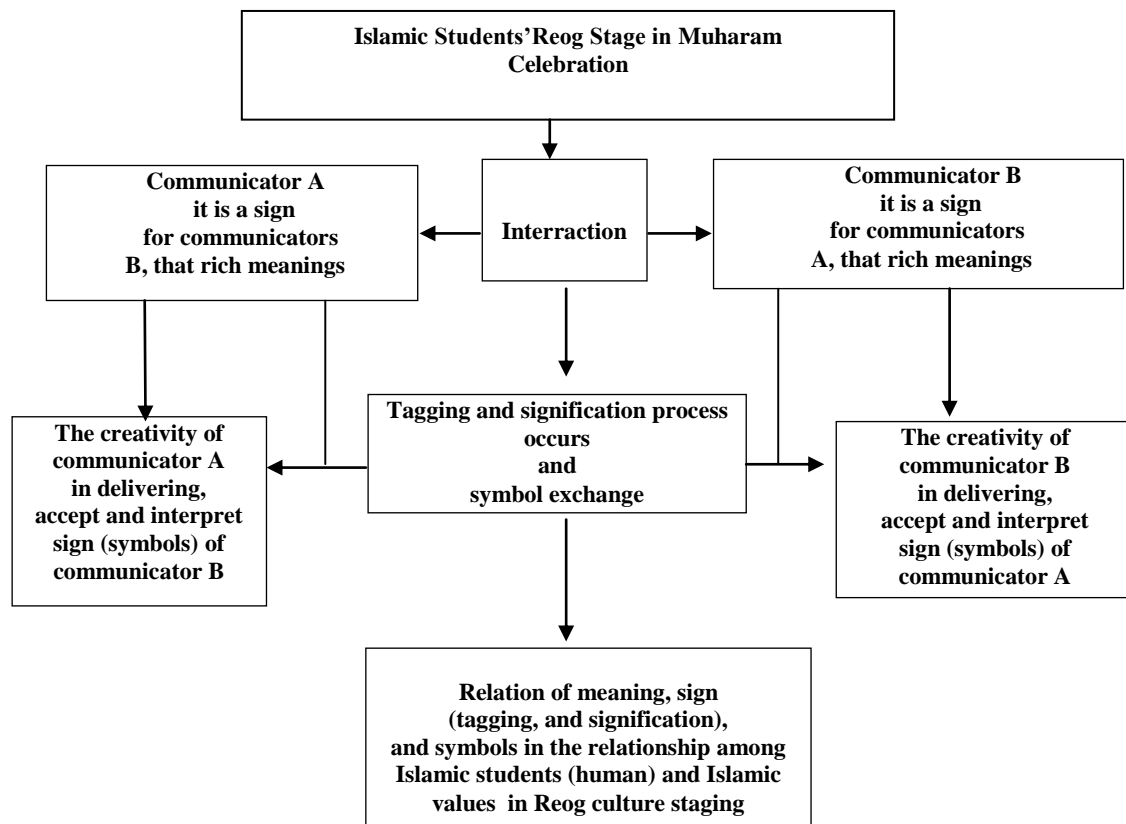 Islamic Students'Reog Stage in Muharam
Celebration
Communicator A
it is a sign
for communicators
B, that rich meanings
Interraction
Communicator B
it is a sign
for communicators
A, that rich meanings
The creativity of
communicator A
in delivering,
accept and interpret
sign (symbols) of
communicator B
Tagging and signification process
occurs
and
symbol exchange
The creativity of
communicator B
in delivering,
accept and interpret
sign (symbols) of
communicator A
Relation of meaning, sign
(tagging, and signification),
and symbols in the relationship among
Islamic students (human) and Islamic
values in Reog culture staging